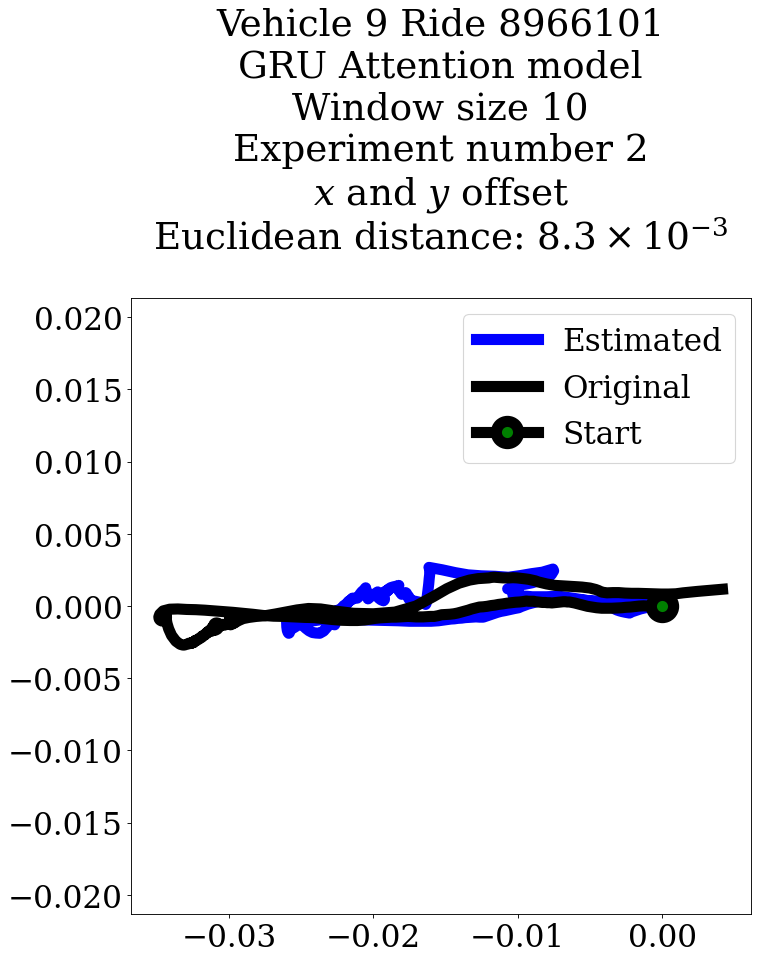 Vehicle 9 Ride 8966101
GRU Attention model
Window size 10
Experiment number 2
x and y offset
Euclidean distance: 8.3 × 10⁻³
Estimated
Original
Start
0.020
0.015
0.010
0.005
0.000
−0.005
−0.010
−0.015
−0.020
−0.03 −0.02 −0.01 0.00